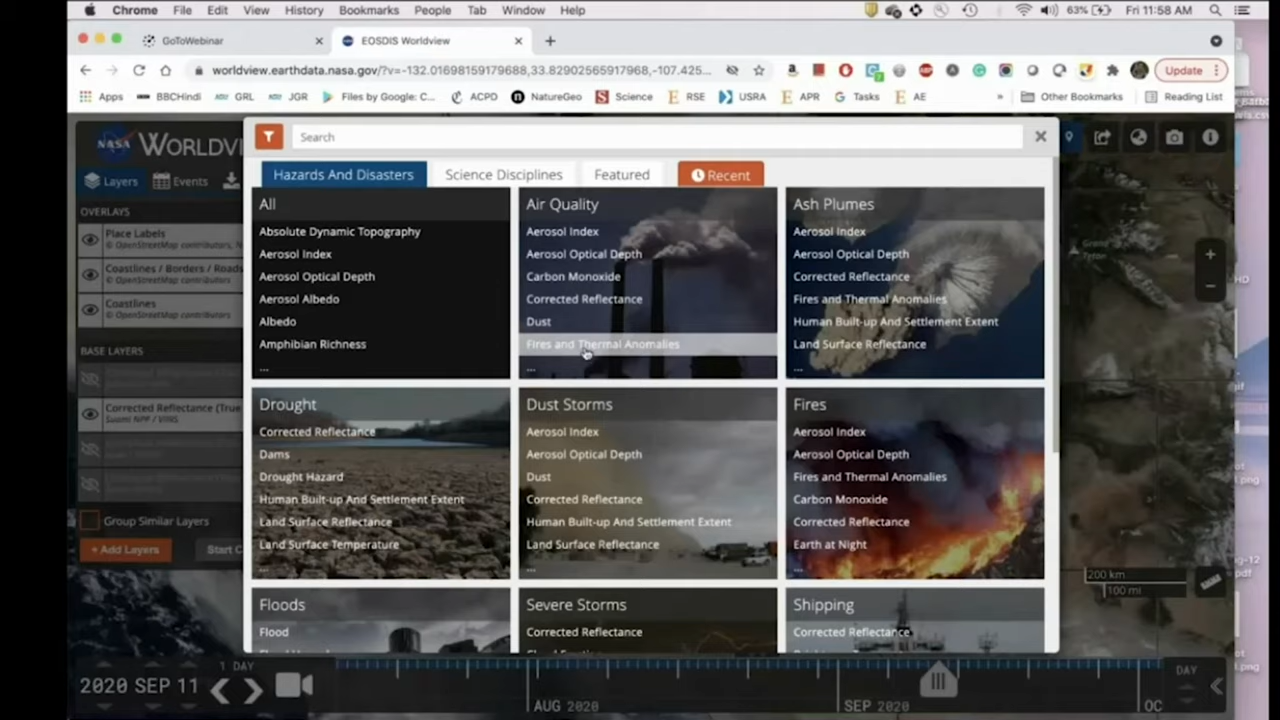 Chrome File Edit View History Bookmarks People Tab Window Help 63% Fri 11:58 AM
GoToWebinar EOSDIS Worldview
worldview.earthdata.nasa.gov/?v=-132.01698159179688,33.82902565917968,-107.425... Update
Apps BBCHindi GRL JGR Files by Google: C... ACPD NatureGeo Science RSE USRA APR Tasks AE » Other Bookmarks Reading List
NASA WORLDVI
Search
Layers Events
Hazards And Disasters Science Disciplines Featured Recent
OVERLAYS
Place Labels
© OpenStreetMap contributors, N
Coastlines / Borders / Roads
© OpenStreetMap contributors
Coastlines
© OpenStreetMap contributors
BASE LAYERS
Corrected Reflectance (True
Suomi NPP / VIIRS
Group Similar Layers
+ Add Layers Start C
All
Absolute Dynamic Topography
Aerosol Index
Aerosol Optical Depth
Aerosol Albedo
Albedo
Amphibian Richness
...
Air Quality
Aerosol Index
Aerosol Optical Depth
Carbon Monoxide
Corrected Reflectance
Dust
Fires and Thermal Anomalies
...
Ash Plumes
Aerosol Index
Aerosol Optical Depth
Corrected Reflectance
Fires and Thermal Anomalies
Human Built-up And Settlement Extent
Land Surface Reflectance
...
Drought
Corrected Reflectance
Dams
Drought Hazard
Human Built-up And Settlement Extent
Land Surface Reflectance
Land Surface Temperature
...
Dust Storms
Aerosol Index
Aerosol Optical Depth
Dust
Corrected Reflectance
Human Built-up And Settlement Extent
Land Surface Reflectance
...
Fires
Aerosol Index
Aerosol Optical Depth
Fires and Thermal Anomalies
Carbon Monoxide
Corrected Reflectance
Earth at Night
...
Floods
Flood
Severe Storms
Corrected Reflectance
Shipping
Corrected Reflectance
Grand
Teton
200 km
100 mi
1 DAY
2020 SEP 11
AUG 2020
SEP 2020
OC
DAY